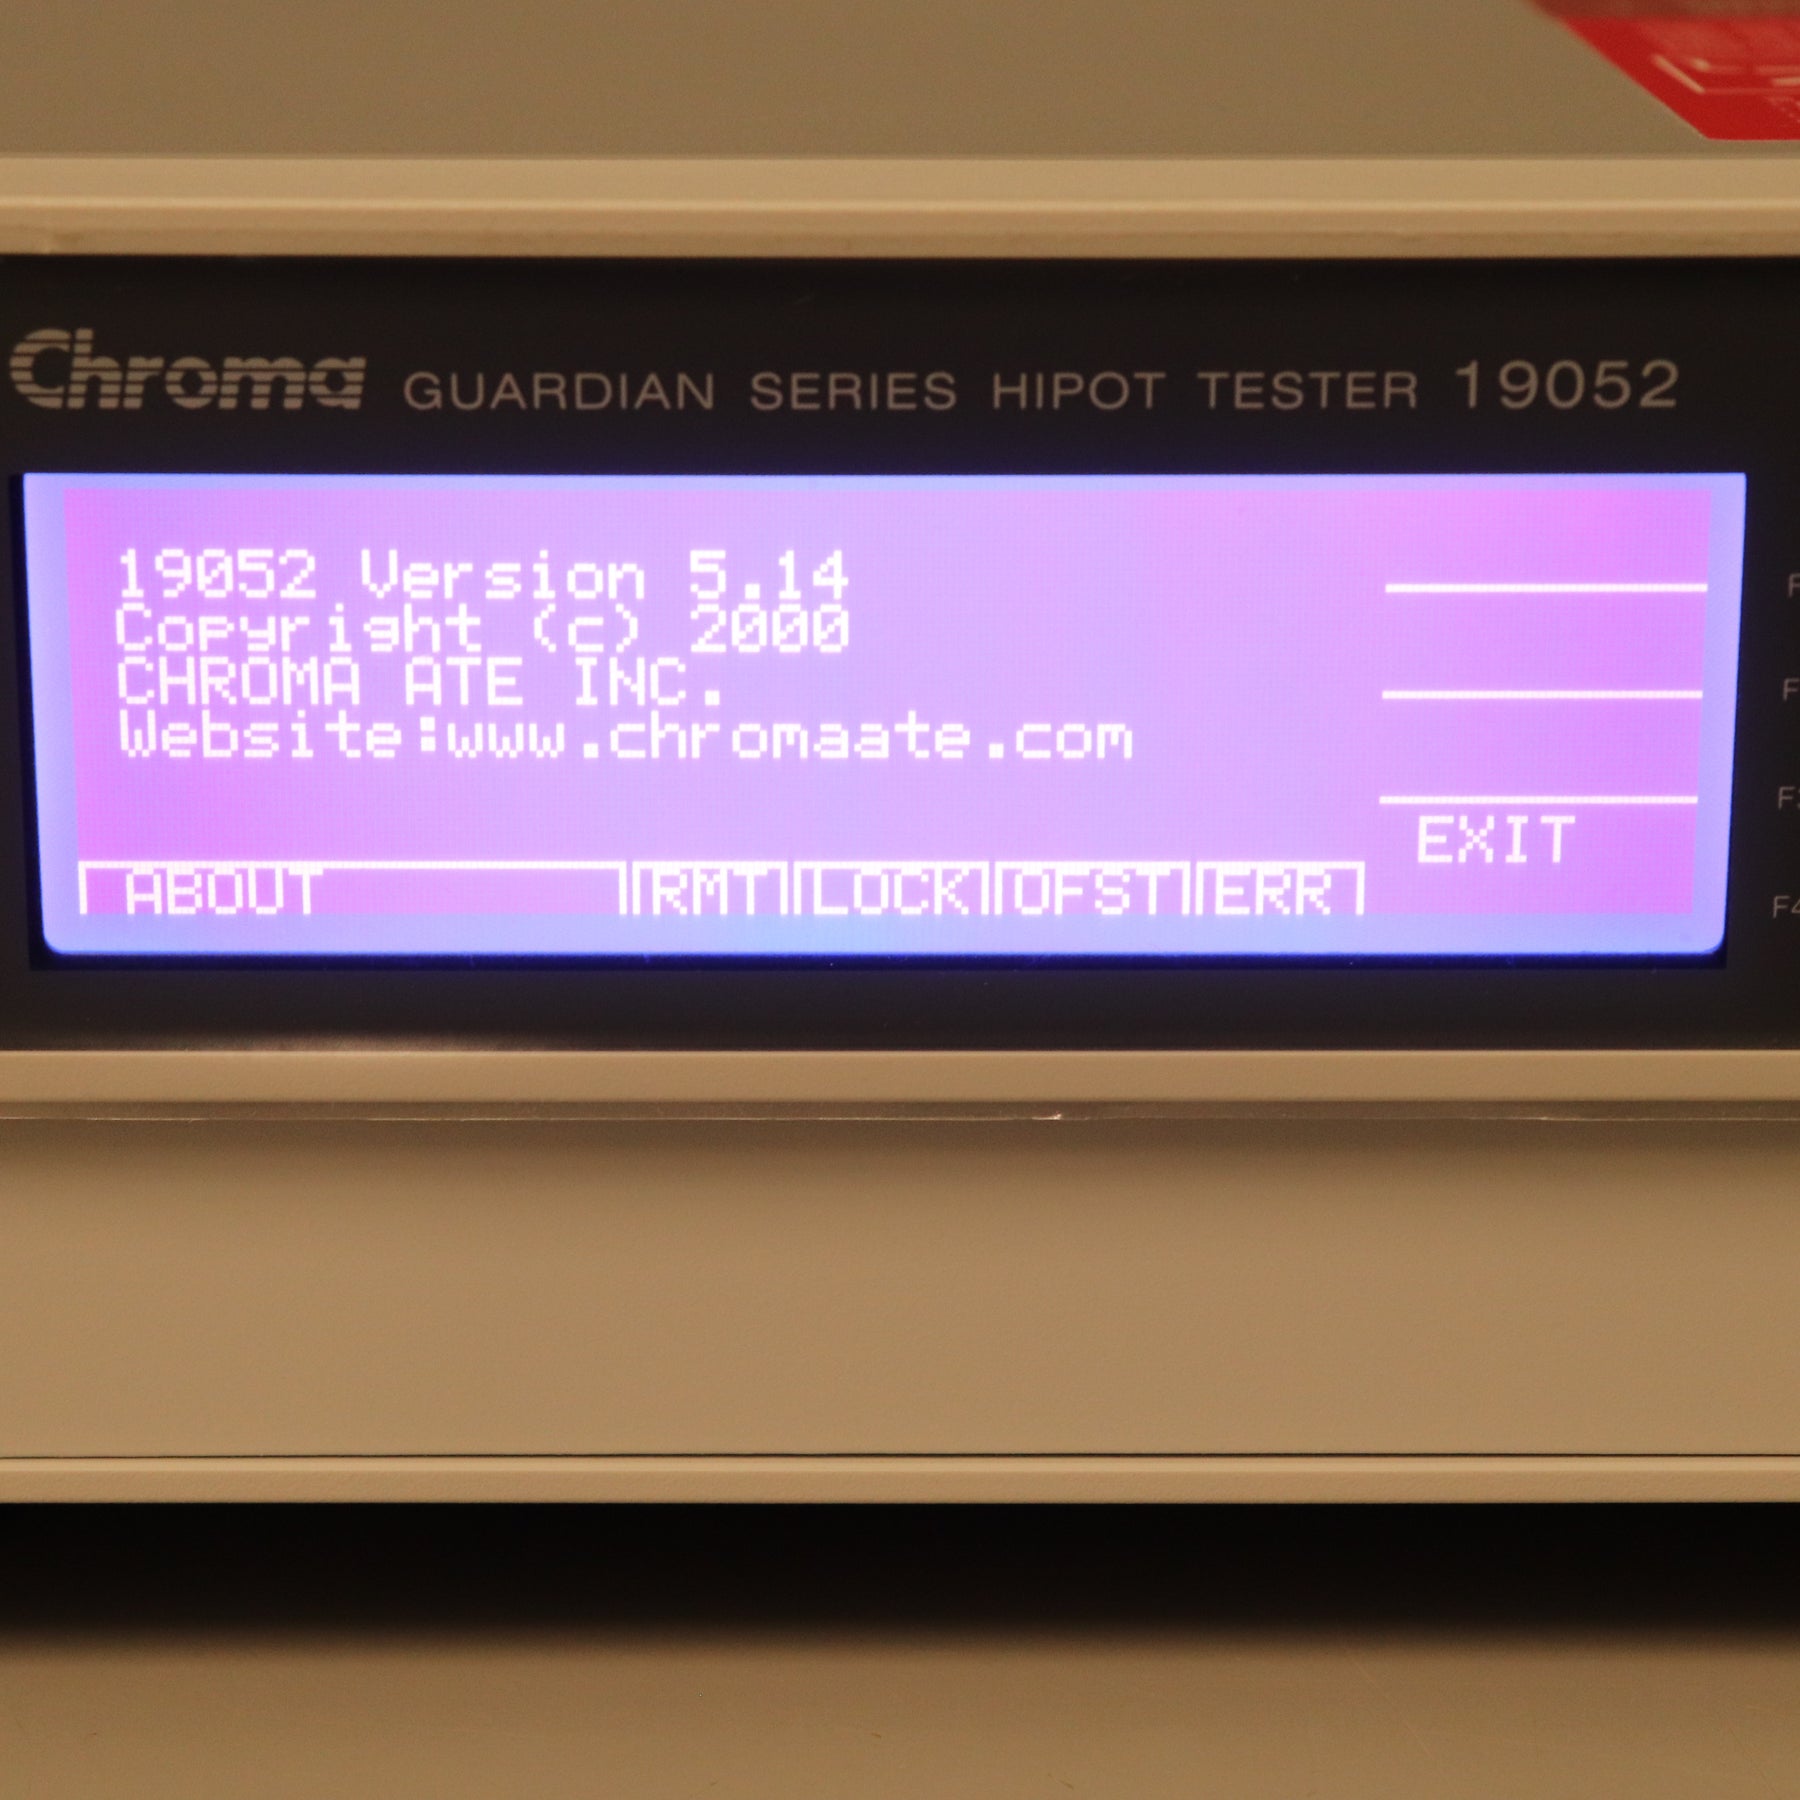 Chroma GUARDIAN SERIES HIPOT TESTER 19052
19052 Version 5.14
Copyright (c) 2000
CHROMA ATE INC.
Website:www.chromaate.com
EXIT
ABOUT RMT LOCK OFST ERR